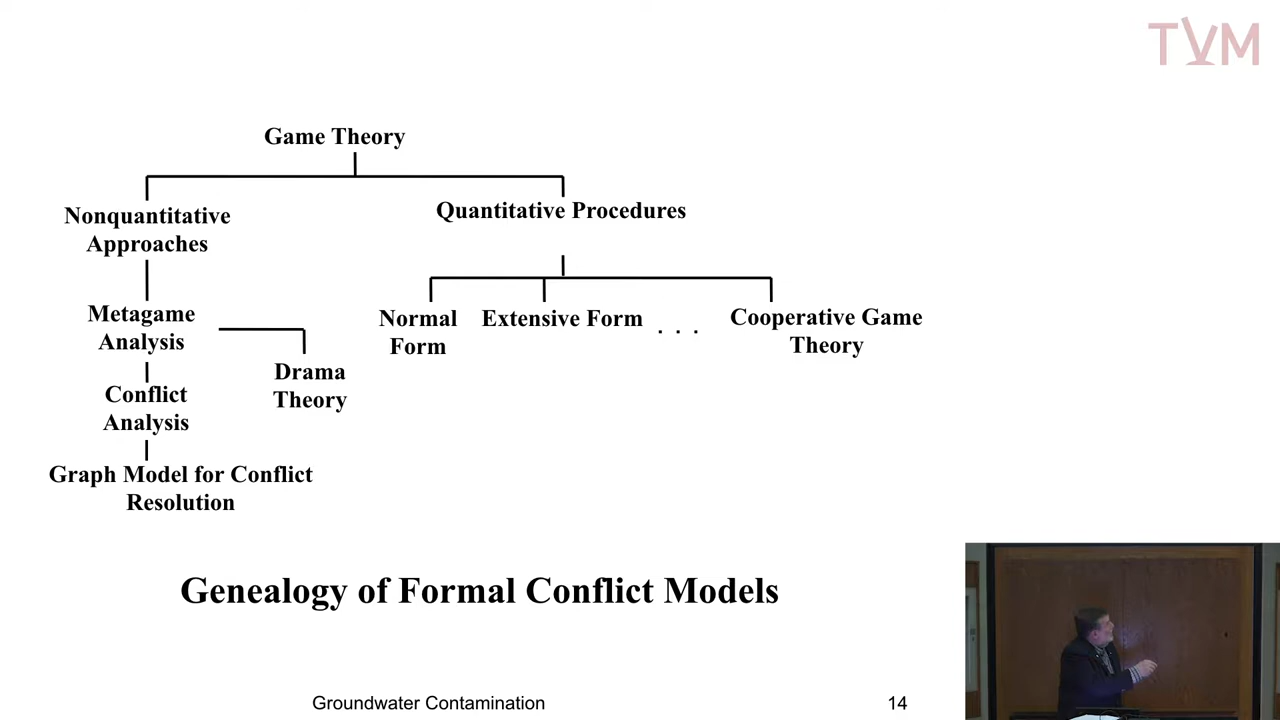 TVM
Game Theory
Nonquantitative
Approaches
Quantitative Procedures
Metagame
Analysis
Normal
Form
Extensive Form
. . .
Cooperative Game
Theory
Drama
Theory
Conflict
Analysis
Graph Model for Conflict
Resolution
Genealogy of Formal Conflict Models
Groundwater Contamination
14